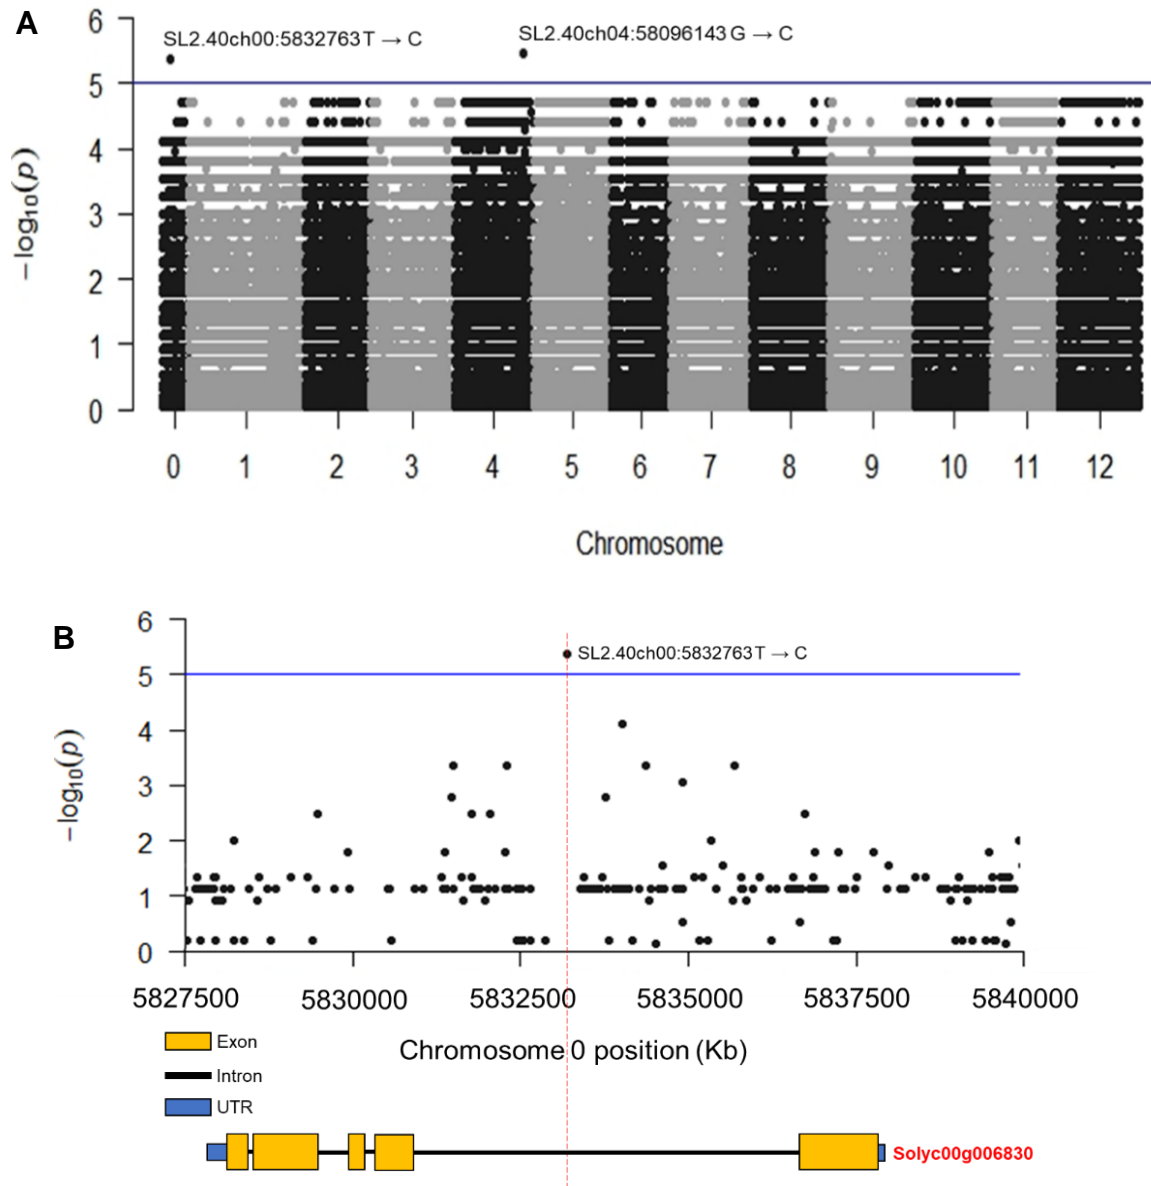 A
6
SL2.40ch00:5832763 T → C
SL2.40ch04:58096143 G → C
5
4
3
2
1
0
−log10(p)
0 1 2 3 4 5 6 7 8 9 10 11 12
Chromosome
B
6
SL2.40ch00:5832763 T → C
5
4
3
2
1
0
−log10(p)
5827500 5830000 5832500 5835000 5837500 5840000
Chromosome 0 position (Kb)
Exon
Intron
UTR
Solyc00g006830